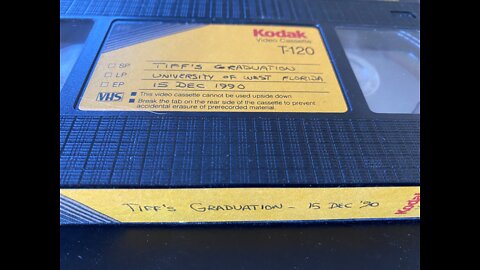 Kodak
Video Cassette
T-120
SP TIFF'S GRADUATION
LP UNIVERSITY OF WEST FLORIDA
EP 15 DEC 1990
VHS
■ This video cassette cannot be used upside down
■ Break the tab on the rear side of the cassette to prevent
accidental erasure of prerecorded material.
TIFF'S GRADUATION - 15 DEC '90
Kodak